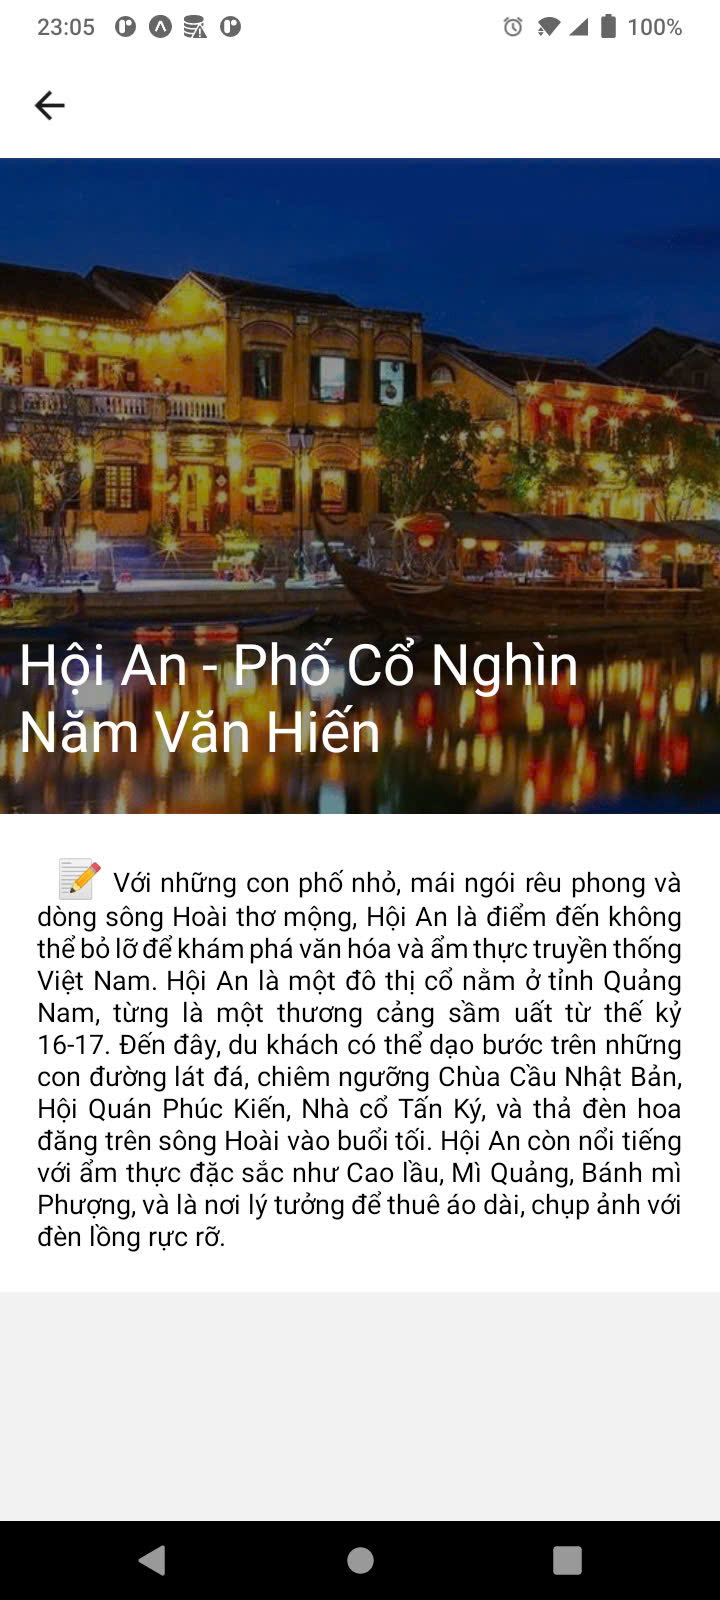 23:05
100%
Hội An - Phố Cổ Nghìn
Năm Văn Hiến
Với những con phố nhỏ, mái ngói rêu phong và
dòng sông Hoài thơ mộng, Hội An là điểm đến không
thể bỏ lỡ để khám phá văn hóa và ẩm thực truyền thống
Việt Nam. Hội An là một đô thị cổ nằm ở tỉnh Quảng
Nam, từng là một thương cảng sầm uất từ thế kỷ
16-17. Đến đây, du khách có thể dạo bước trên những
con đường lát đá, chiêm ngưỡng Chùa Cầu Nhật Bản,
Hội Quán Phúc Kiến, Nhà cổ Tấn Ký, và thả đèn hoa
đăng trên sông Hoài vào buổi tối. Hội An còn nổi tiếng
với ẩm thực đặc sắc như Cao lầu, Mì Quảng, Bánh mì
Phượng, và là nơi lý tưởng để thuê áo dài, chụp ảnh với
đèn lồng rực rỡ.